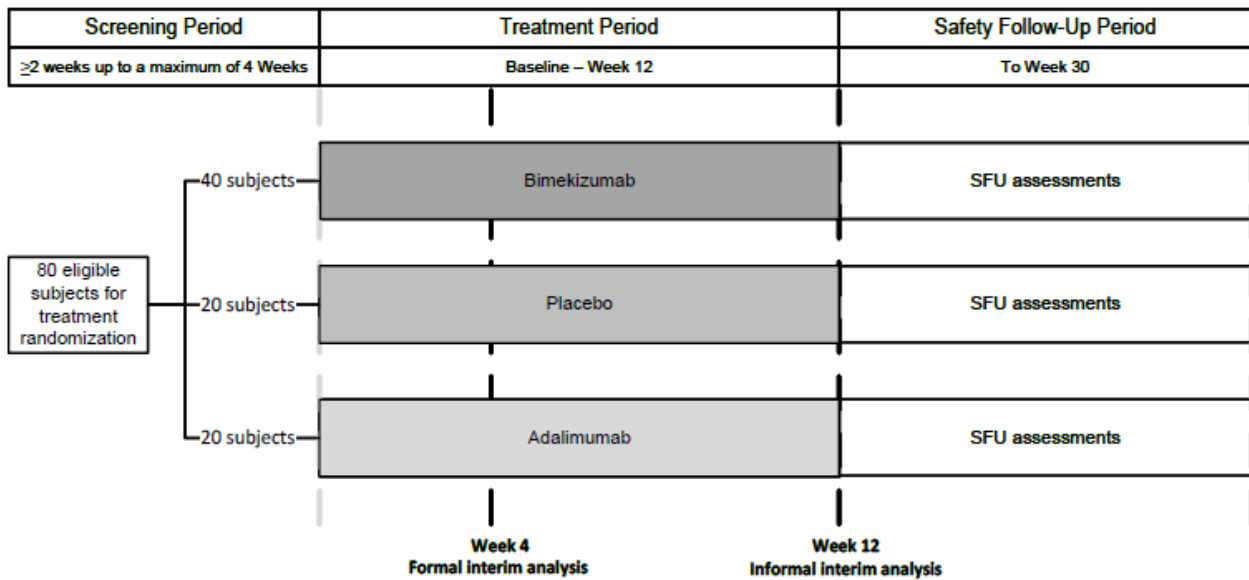 Screening Period
Treatment Period
Safety Follow-Up Period
≥2 weeks up to a maximum of 4 Weeks
Baseline – Week 12
To Week 30
40 subjects
Bimekizumab
SFU assessments
80 eligible
subjects for
treatment
randomization
20 subjects
Placebo
SFU assessments
20 subjects
Adalimumab
SFU assessments
Week 4
Formal interim analysis
Week 12
Informal interim analysis